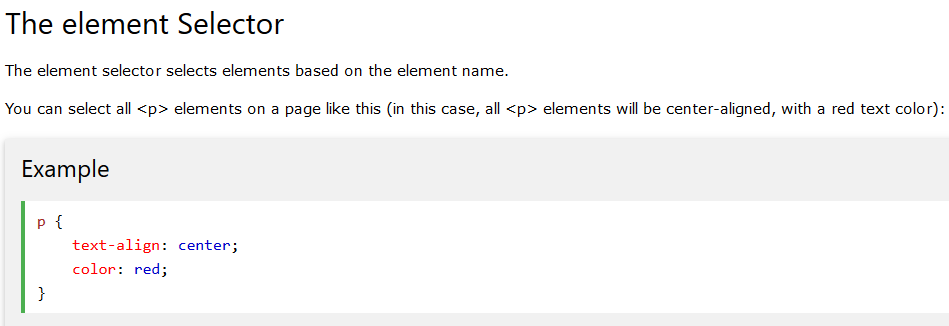 The element Selector
The element selector selects elements based on the element name.
You can select all <p> elements on a page like this (in this case, all <p> elements will be center-aligned, with a red text color):
Example
p {
    text-align: center;
    color: red;
}